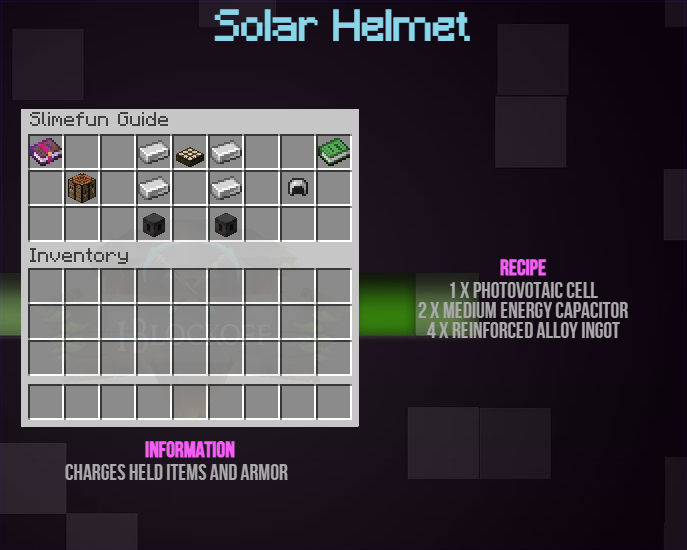 Solar Helmet
Slimefun Guide
Inventory
IBLOCKOFF
RECIPE
1 X PHOTOVOTAIC CELL
2 X MEDIUM ENERGY CAPACITOR
4 X REINFORCED ALLOY INGOT
INFORMATION
CHARGES HELD ITEMS AND ARMOR